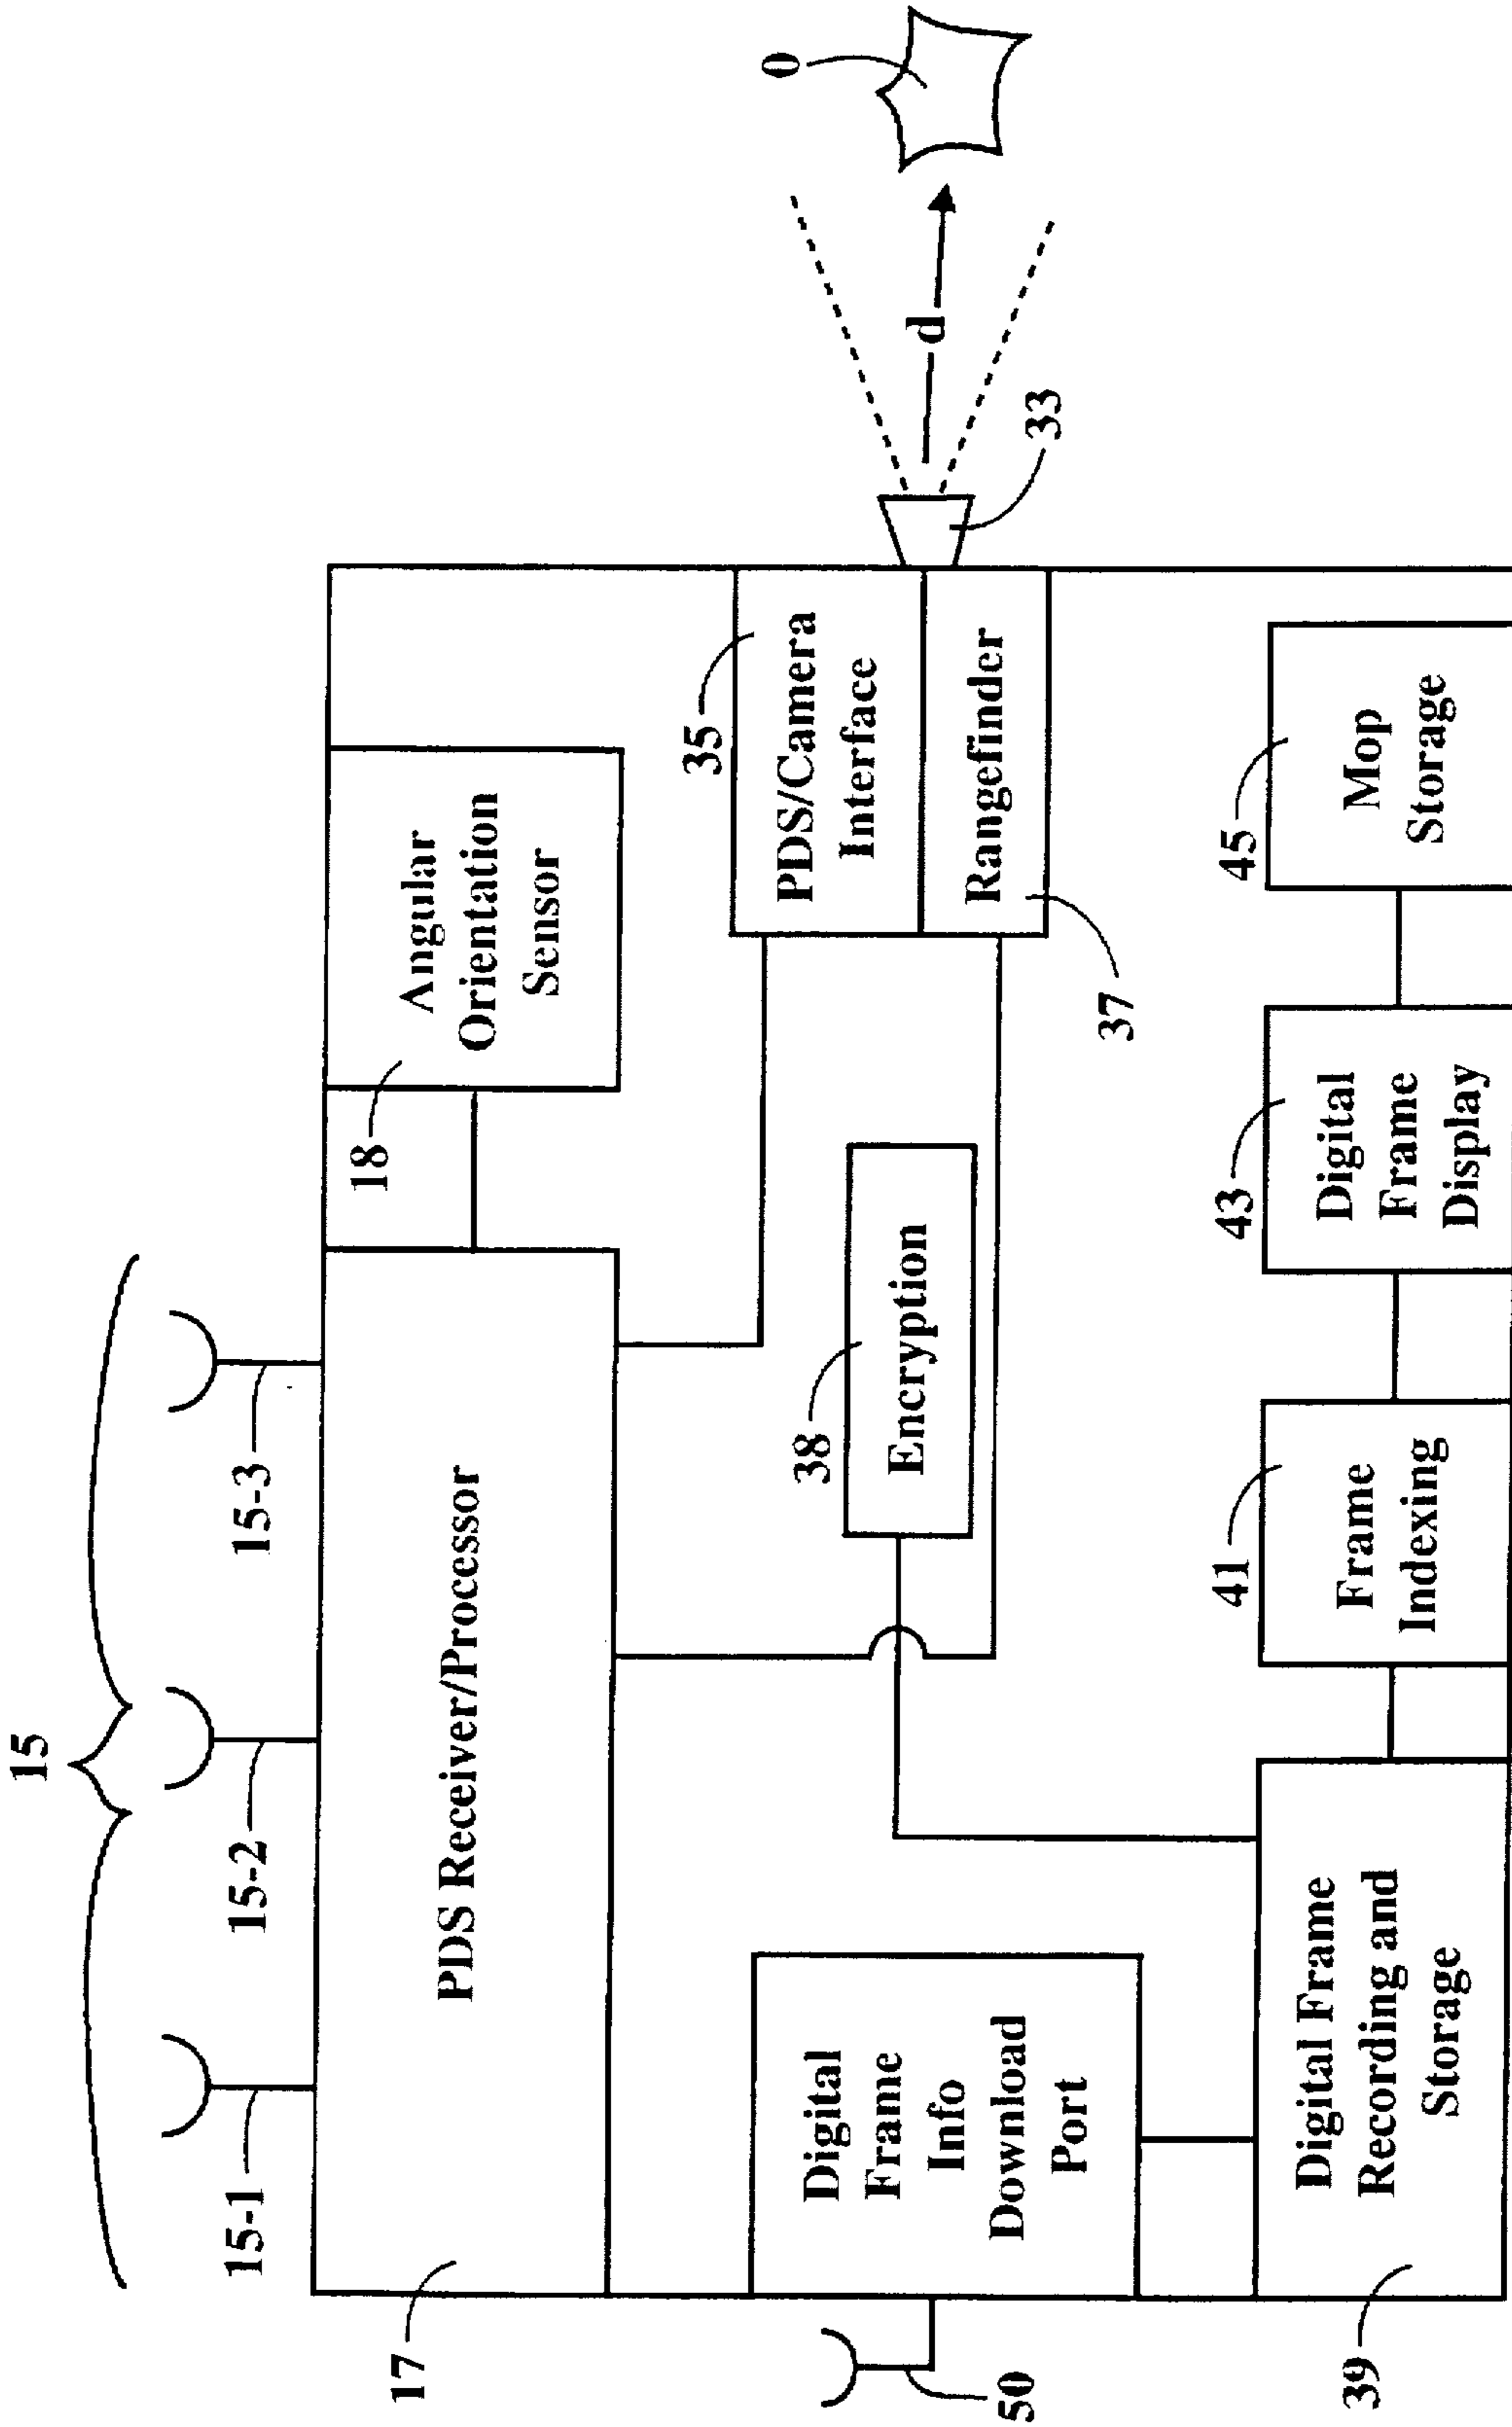 15
15-1
15-2
15-3
17
PDS Receiver/Processor
18
Angular
Orientation
Sensor
35
PDS/Camera
Interface
Rangefinder
37
33
d
0
38
Encryption
50
Digital
Frame
Info
Download
Port
39
Digital Frame
Recording and
Storage
41
Frame
Indexing
43
Digital
Frame
Display
45
Mop
Storage